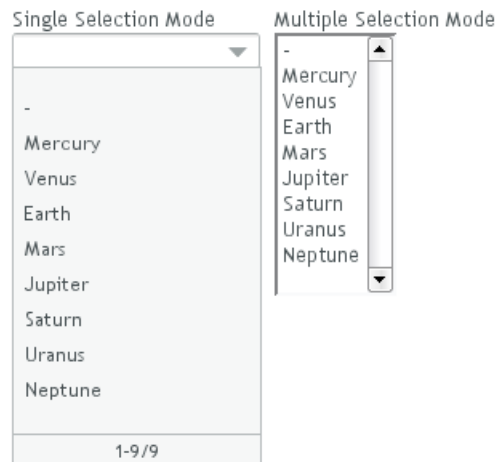 Single Selection Mode
-
Mercury
Venus
Earth
Mars
Jupiter
Saturn
Uranus
Neptune
1-9/9
Multiple Selection Mode
-
Mercury
Venus
Earth
Mars
Jupiter
Saturn
Uranus
Neptune